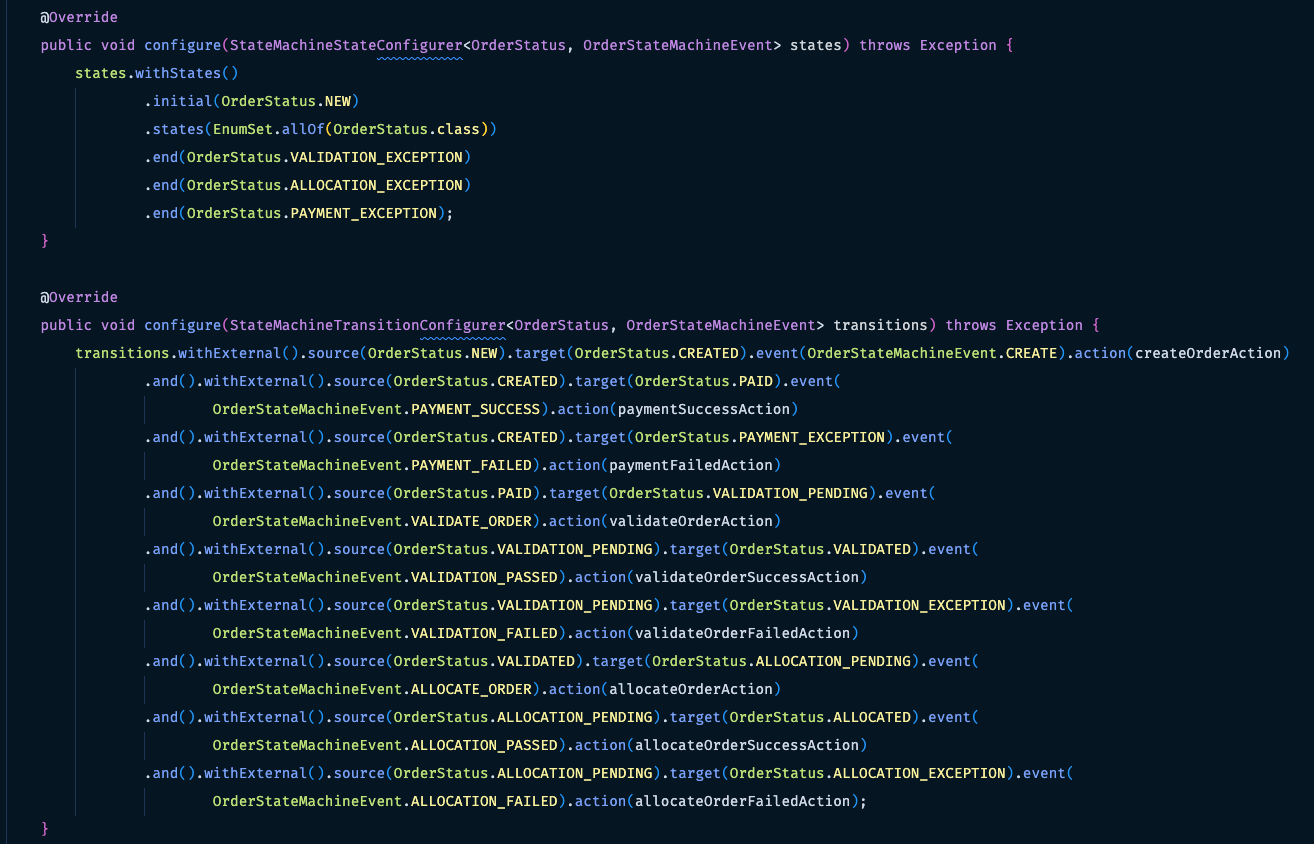 @Override
public void configure(StateMachineStateConfigurer<OrderStatus, OrderStateMachineEvent> states) throws Exception {
    states.withStates()
            .initial(OrderStatus.NEW)
            .states(EnumSet.allOf(OrderStatus.class))
            .end(OrderStatus.VALIDATION_EXCEPTION)
            .end(OrderStatus.ALLOCATION_EXCEPTION)
            .end(OrderStatus.PAYMENT_EXCEPTION);
}

@Override
public void configure(StateMachineTransitionConfigurer<OrderStatus, OrderStateMachineEvent> transitions) throws Exception {
    transitions.withExternal().source(OrderStatus.NEW).target(OrderStatus.CREATED).event(OrderStateMachineEvent.CREATE).action(createOrderAction)
            .and().withExternal().source(OrderStatus.CREATED).target(OrderStatus.PAID).event(
                    OrderStateMachineEvent.PAYMENT_SUCCESS).action(paymentSuccessAction)
            .and().withExternal().source(OrderStatus.CREATED).target(OrderStatus.PAYMENT_EXCEPTION).event(
                    OrderStateMachineEvent.PAYMENT_FAILED).action(paymentFailedAction)
            .and().withExternal().source(OrderStatus.PAID).target(OrderStatus.VALIDATION_PENDING).event(
                    OrderStateMachineEvent.VALIDATE_ORDER).action(validateOrderAction)
            .and().withExternal().source(OrderStatus.VALIDATION_PENDING).target(OrderStatus.VALIDATED).event(
                    OrderStateMachineEvent.VALIDATION_PASSED).action(validateOrderSuccessAction)
            .and().withExternal().source(OrderStatus.VALIDATION_PENDING).target(OrderStatus.VALIDATION_EXCEPTION).event(
                    OrderStateMachineEvent.VALIDATION_FAILED).action(validateOrderFailedAction)
            .and().withExternal().source(OrderStatus.VALIDATED).target(OrderStatus.ALLOCATION_PENDING).event(
                    OrderStateMachineEvent.ALLOCATE_ORDER).action(allocateOrderAction)
            .and().withExternal().source(OrderStatus.ALLOCATION_PENDING).target(OrderStatus.ALLOCATED).event(
                    OrderStateMachineEvent.ALLOCATION_PASSED).action(allocateOrderSuccessAction)
            .and().withExternal().source(OrderStatus.ALLOCATION_PENDING).target(OrderStatus.ALLOCATION_EXCEPTION).event(
                    OrderStateMachineEvent.ALLOCATION_FAILED).action(allocateOrderFailedAction);
}